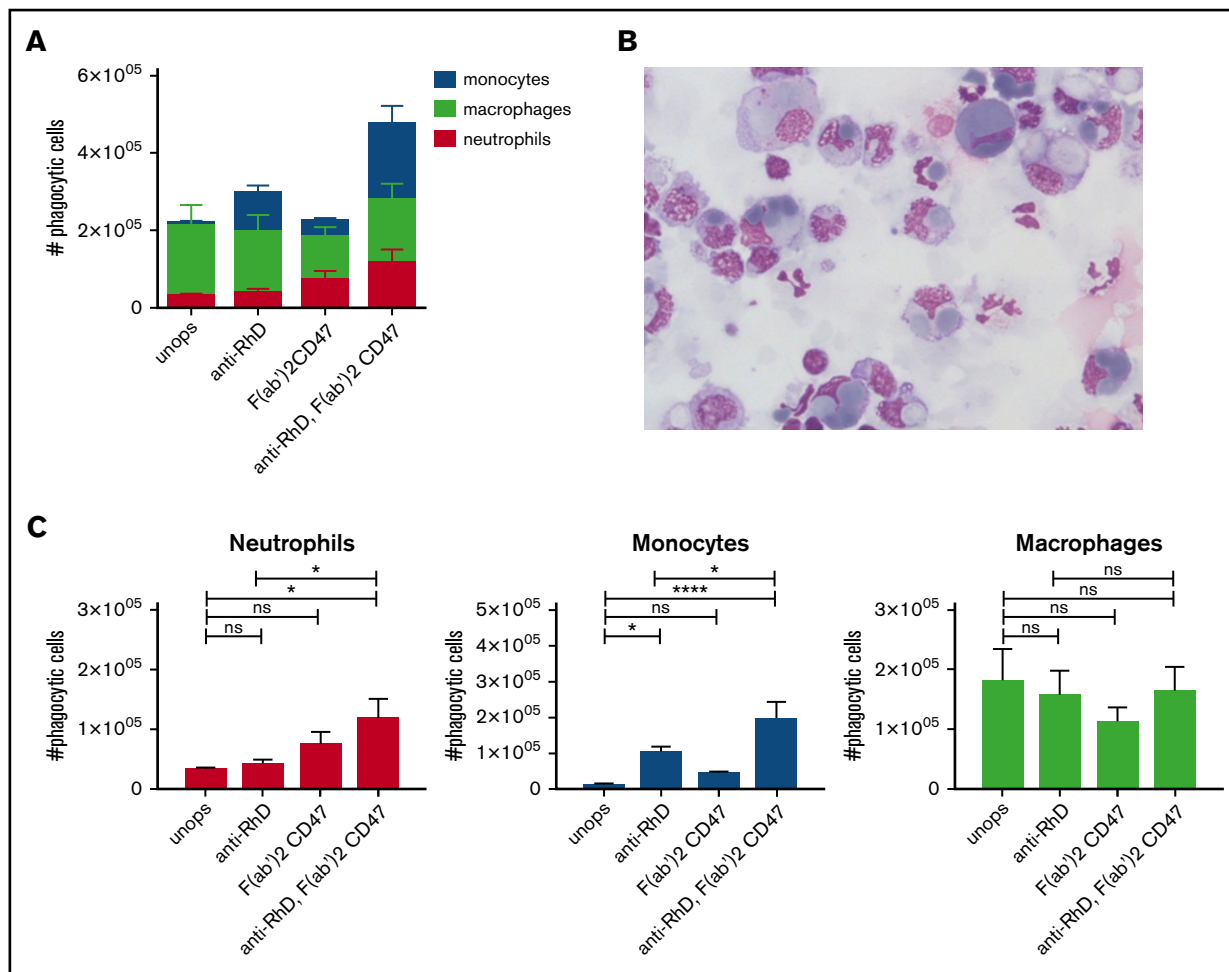 A
# phagocytic cells
6×10⁰⁵
4×10⁰⁵
2×10⁰⁵
0
unops
anti-RhD
F(ab')2CD47
anti-RhD, F(ab')2 CD47
monocytes
macrophages
neutrophils
B
C
Neutrophils
#phagocytic cells
3×10⁰⁵
2×10⁰⁵
1×10⁰⁵
0
*
*
ns
ns
unops
anti-RhD
F(ab')2 CD47
anti-RhD, F(ab')2 CD47
Monocytes
#phagocytic cells
5×10⁰⁵
4×10⁰⁵
3×10⁰⁵
2×10⁰⁵
1×10⁰⁵
0
*
****
ns
*
unops
anti-RhD
F(ab')2 CD47
anti-RhD, F(ab')2 CD47
Macrophages
#phagocytic cells
3×10⁰⁵
2×10⁰⁵
1×10⁰⁵
0
ns
ns
ns
ns
unops
anti-RhD
F(ab')2 CD47
anti-RhD, F(ab')2 CD47